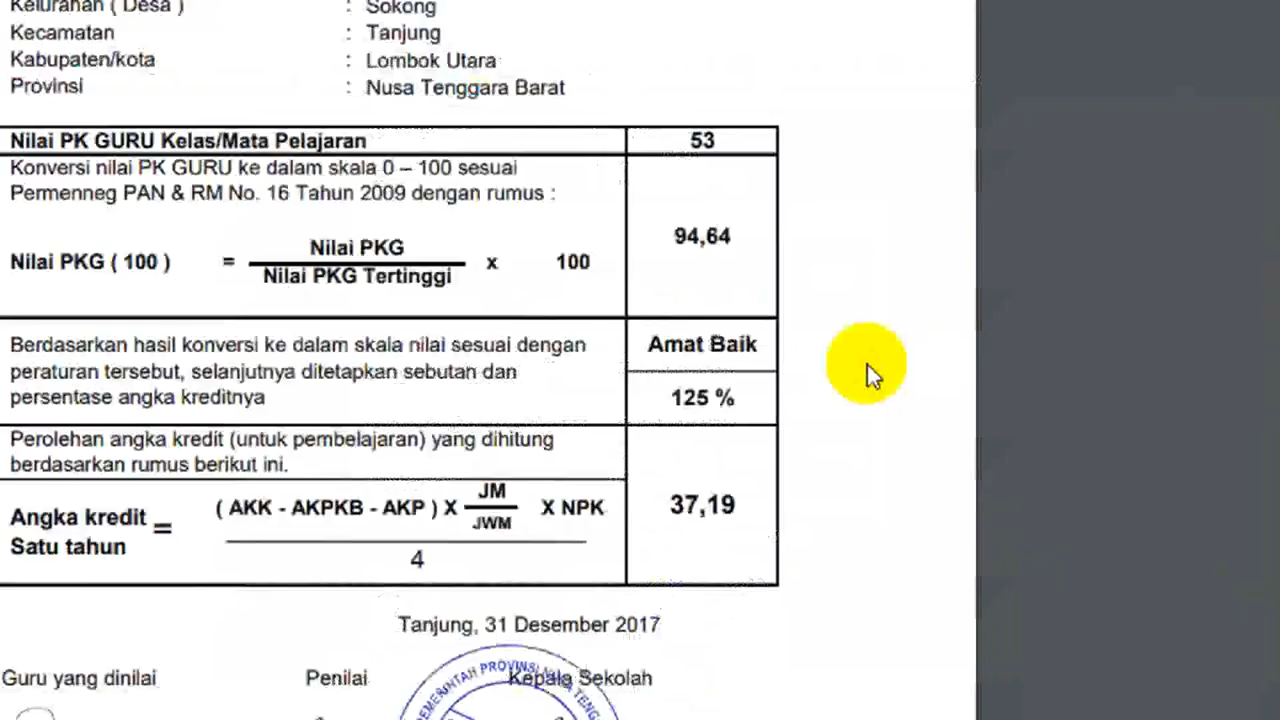 Kelurahan ( Desa ) : Sokong
Kecamatan : Tanjung
Kabupaten/kota : Lombok Utara
Provinsi : Nusa Tenggara Barat
Nilai PK GURU Kelas/Mata Pelajaran 53
Konversi nilai PK GURU ke dalam skala 0 – 100 sesuai
Permenneg PAN & RM No. 16 Tahun 2009 dengan rumus :
94,64
Nilai PKG ( 100 ) = Nilai PKG x 100
Nilai PKG Tertinggi
Berdasarkan hasil konversi ke dalam skala nilai sesuai dengan
peraturan tersebut, selanjutnya ditetapkan sebutan dan
persentase angka kreditnya
Amat Baik
125 %
Perolehan angka kredit (untuk pembelajaran) yang dihitung
berdasarkan rumus berikut ini.
Angka kredit
Satu tahun
=
( AKK - AKPKB - AKP ) X JM X NPK
JWM
4
37,19
Tanjung, 31 Desember 2017
Guru yang dinilai Penilai Kepala Sekolah
PEMERINTAH PROVINSI